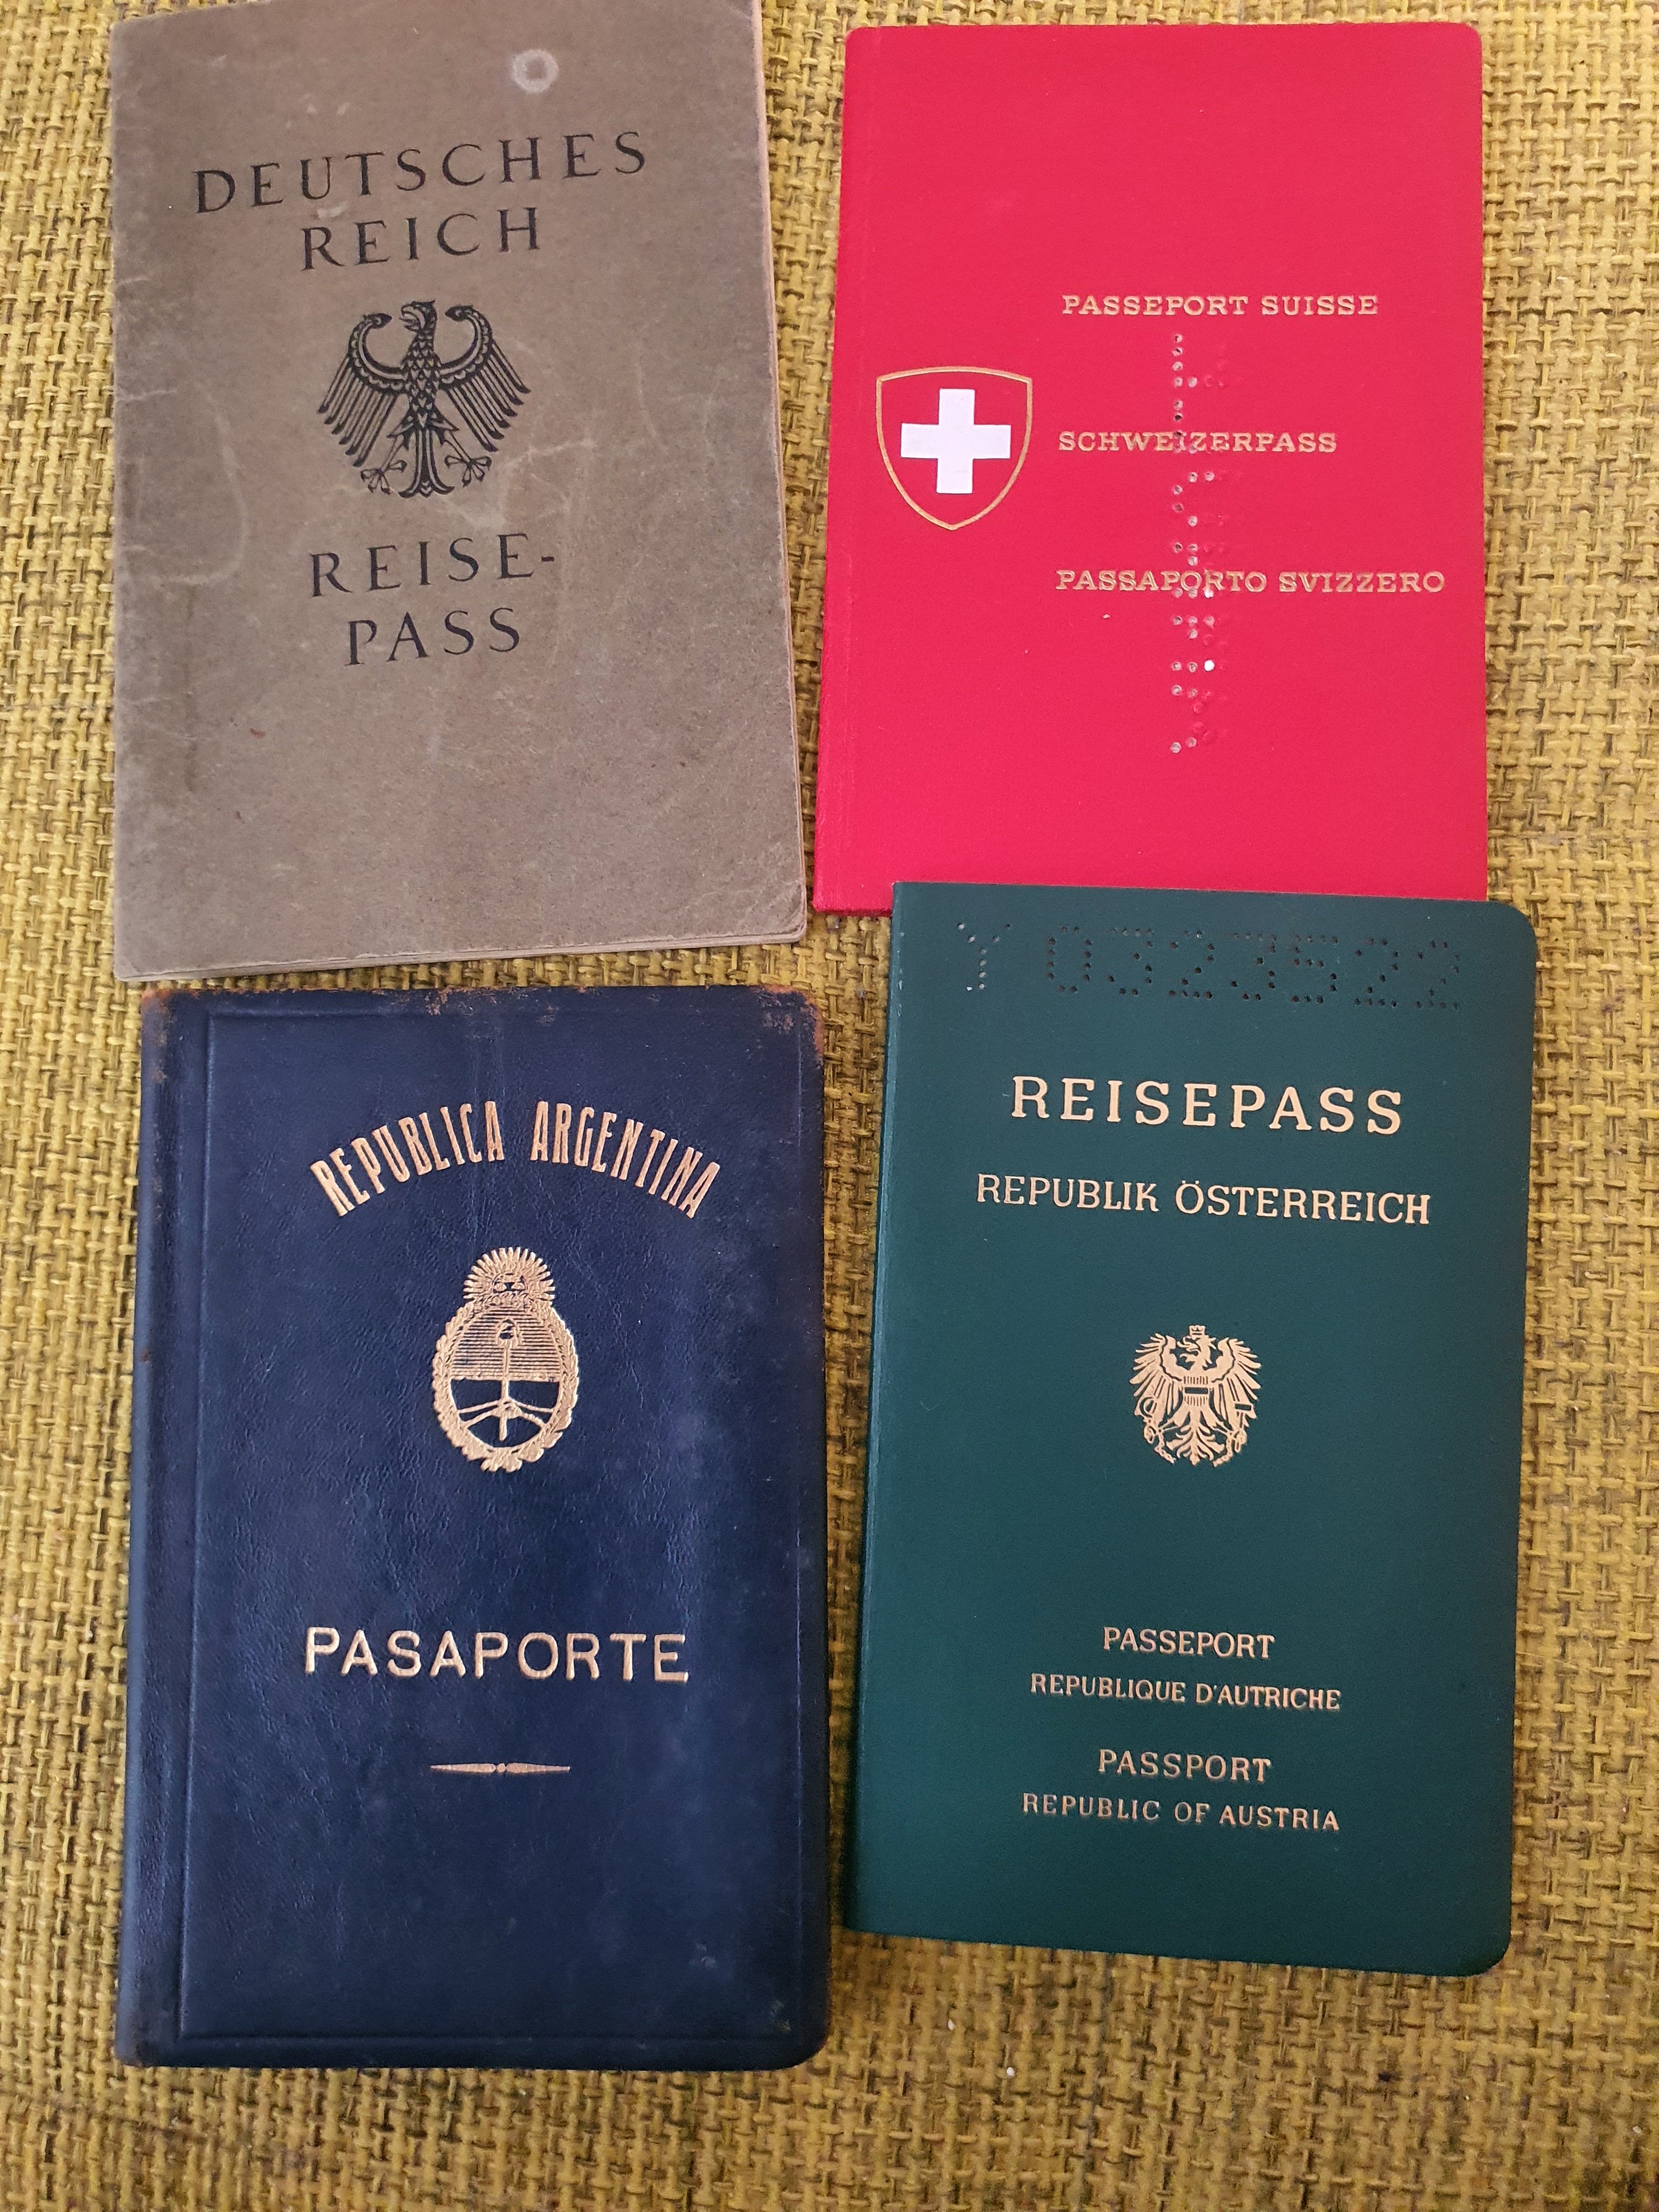 DEUTSCHES
REICH
REISE-
PASS
PASSEPORT SUISSE
SCHWEIZERPASS
PASSAPORTO SVIZZERO
REPUBLICA ARGENTINA
PASAPORTE
Y 0323522
REISEPASS
REPUBLIK ÖSTERREICH
PASSEPORT
REPUBLIQUE D'AUTRICHE
PASSPORT
REPUBLIC OF AUSTRIA